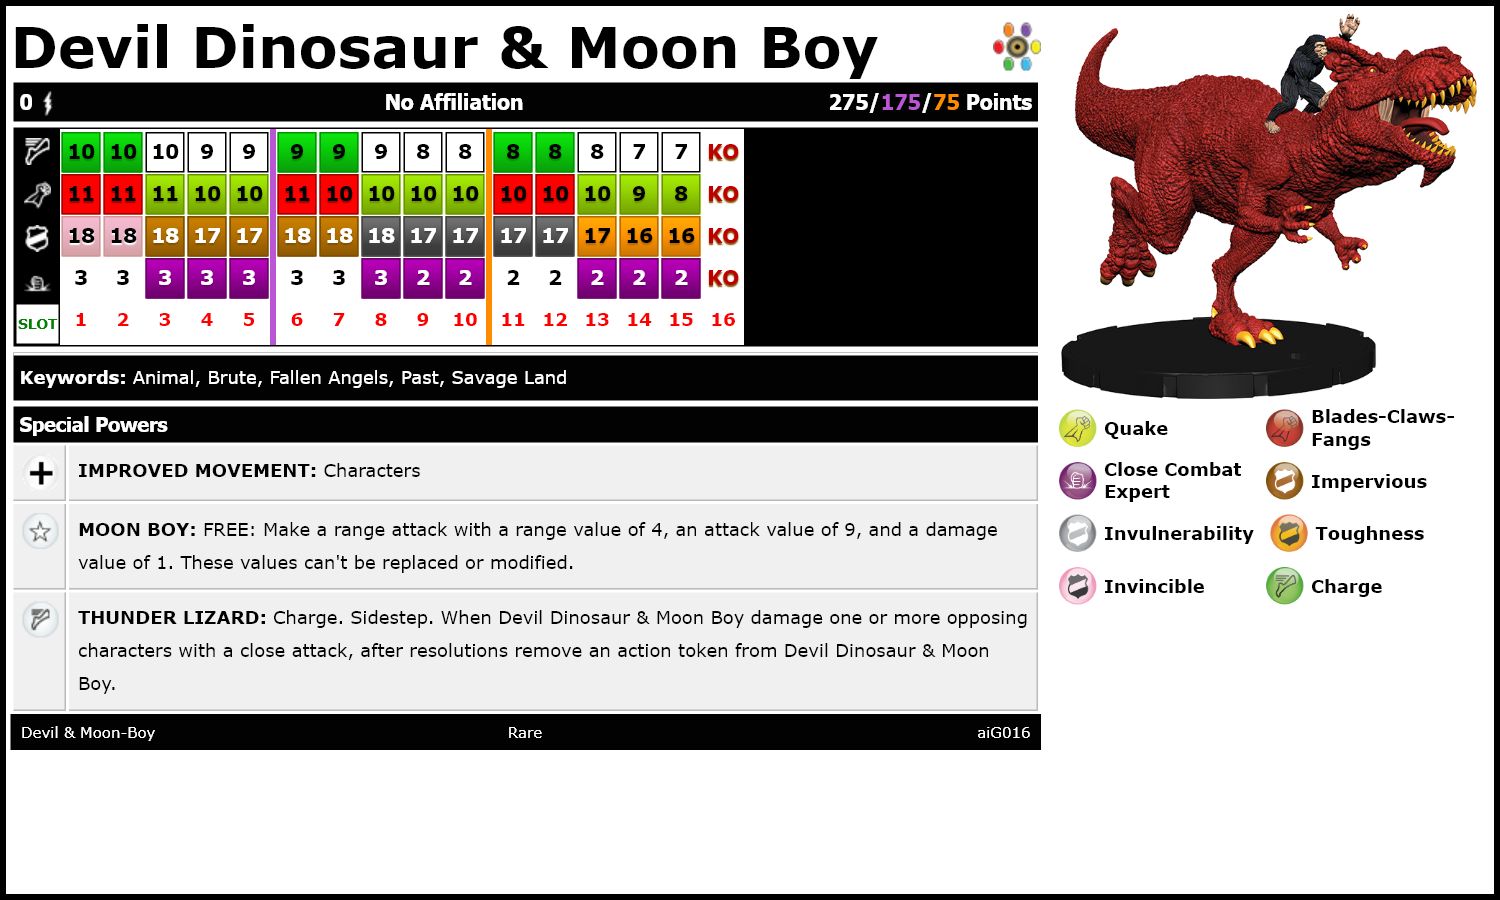 Devil Dinosaur & Moon Boy
0 No Affiliation 275/175/75 Points
10 10 10 9 9 9 9 9 8 8 8 8 8 7 7 KO
11 11 11 10 10 11 10 10 10 10 10 10 10 9 8 KO
18 18 18 17 17 18 18 18 17 17 17 17 17 16 16 KO
3 3 3 3 3 3 3 3 2 2 2 2 2 2 2 KO
SLOT 1 2 3 4 5 6 7 8 9 10 11 12 13 14 15 16
Keywords: Animal, Brute, Fallen Angels, Past, Savage Land
Special Powers
IMPROVED MOVEMENT: Characters
MOON BOY: FREE: Make a range attack with a range value of 4, an attack value of 9, and a damage
value of 1. These values can't be replaced or modified.
THUNDER LIZARD: Charge. Sidestep. When Devil Dinosaur & Moon Boy damage one or more opposing
characters with a close attack, after resolutions remove an action token from Devil Dinosaur & Moon
Boy.
Devil & Moon-Boy Rare aiG016
Quake
Blades-Claws-
Fangs
Close Combat
Expert
Impervious
Invulnerability
Toughness
Invincible
Charge